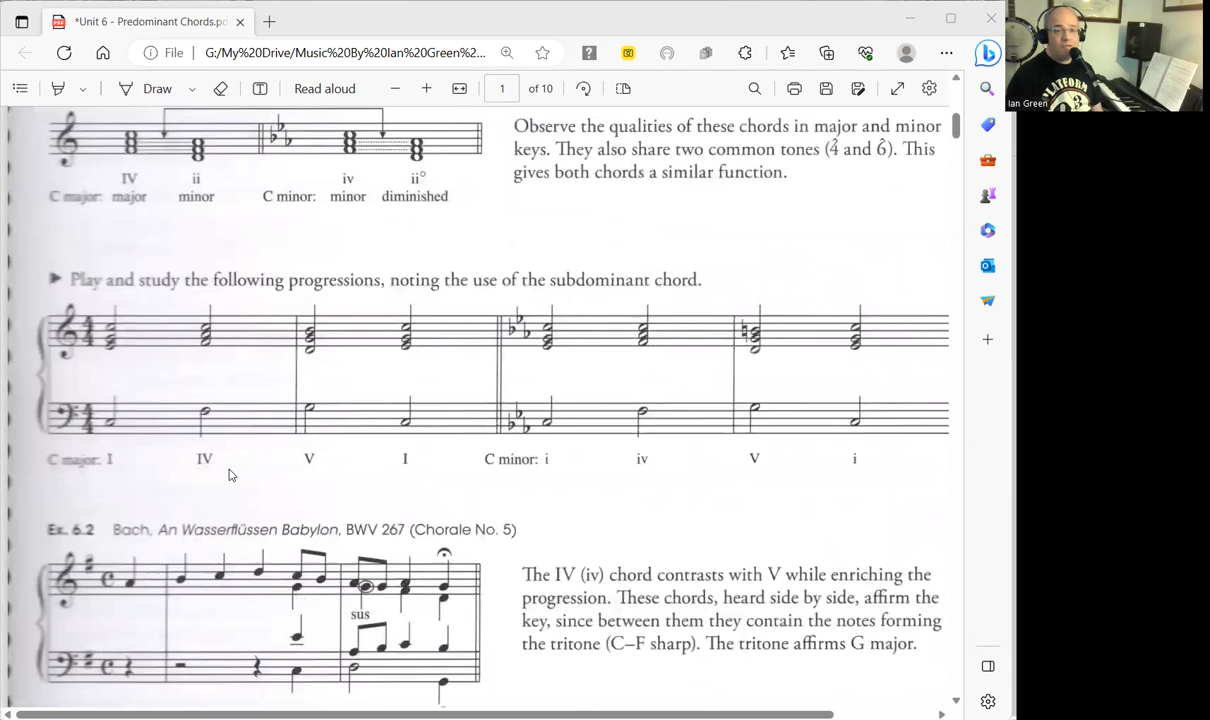 *Unit 6 - Predominant Chords.pd
File G:/My%20Drive/Music%20By%20Ian%20Green%2...
Draw Read aloud 1 of 10
Ian Green
Observe the qualities of these chords in major and minor
keys. They also share two common tones (4̂ and 6̂). This
gives both chords a similar function.
IV ii iv ii°
C major: major minor C minor: minor diminished
► Play and study the following progressions, noting the use of the subdominant chord.
C major: I IV V I C minor: i iv V i
Ex. 6.2 Bach, An Wasserflüssen Babylon, BWV 267 (Chorale No. 5)
sus
The IV (iv) chord contrasts with V while enriching the
progression. These chords, heard side by side, affirm the
key, since between them they contain the notes forming
the tritone (C–F sharp). The tritone affirms G major.